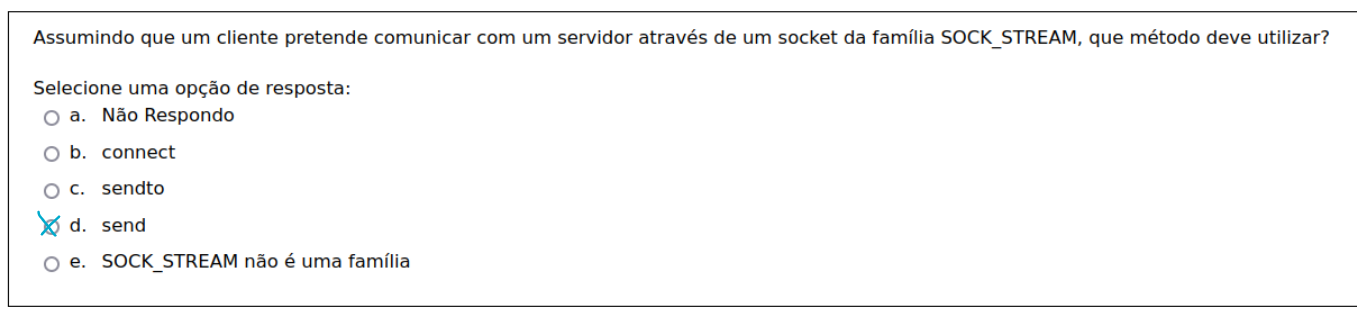 Assumindo que um cliente pretende comunicar com um servidor através de um socket da família SOCK_STREAM, que método deve utilizar?
Selecione uma opção de resposta:
a. Não Respondo
b. connect
c. sendto
d. send
e. SOCK_STREAM não é uma família